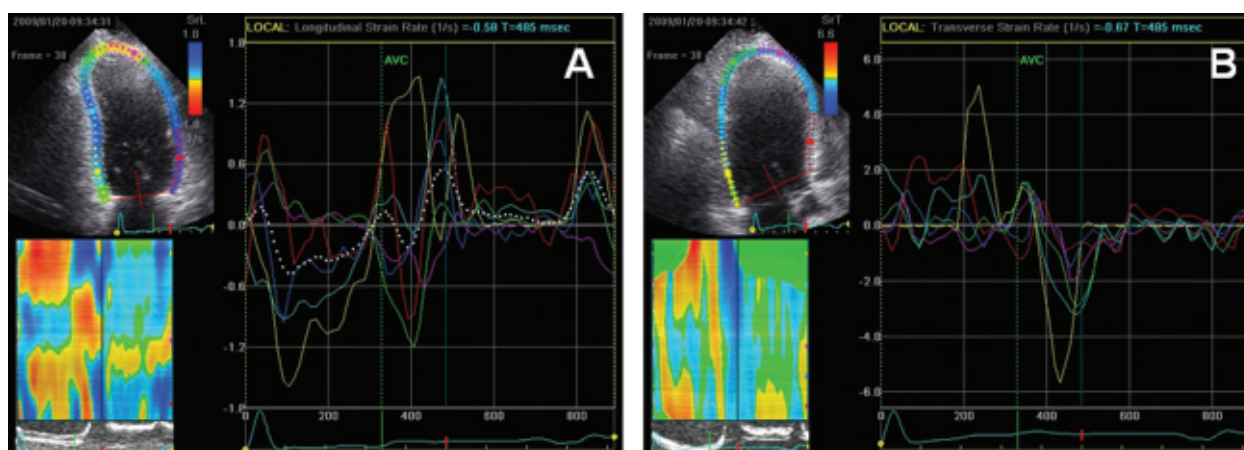 2009/01/20-09:34:31
SrL
1.8
Frame = 38
LOCAL: Longitudinal Strain Rate (1/s) =-0.58 T=485 msec
1.8
AVC
A
1.2
0.6
0.0
-0.6
-1.2
-1.8
0
200
400
600
800
2009/01/20-09:34:42
SrT
6.6
Frame = 38
LOCAL: Transverse Strain Rate (1/s) =-0.67 T=485 msec
AVC
B
6.0
4.0
2.0
0.0
-2.0
-4.0
-6.0
0
200
400
600
800